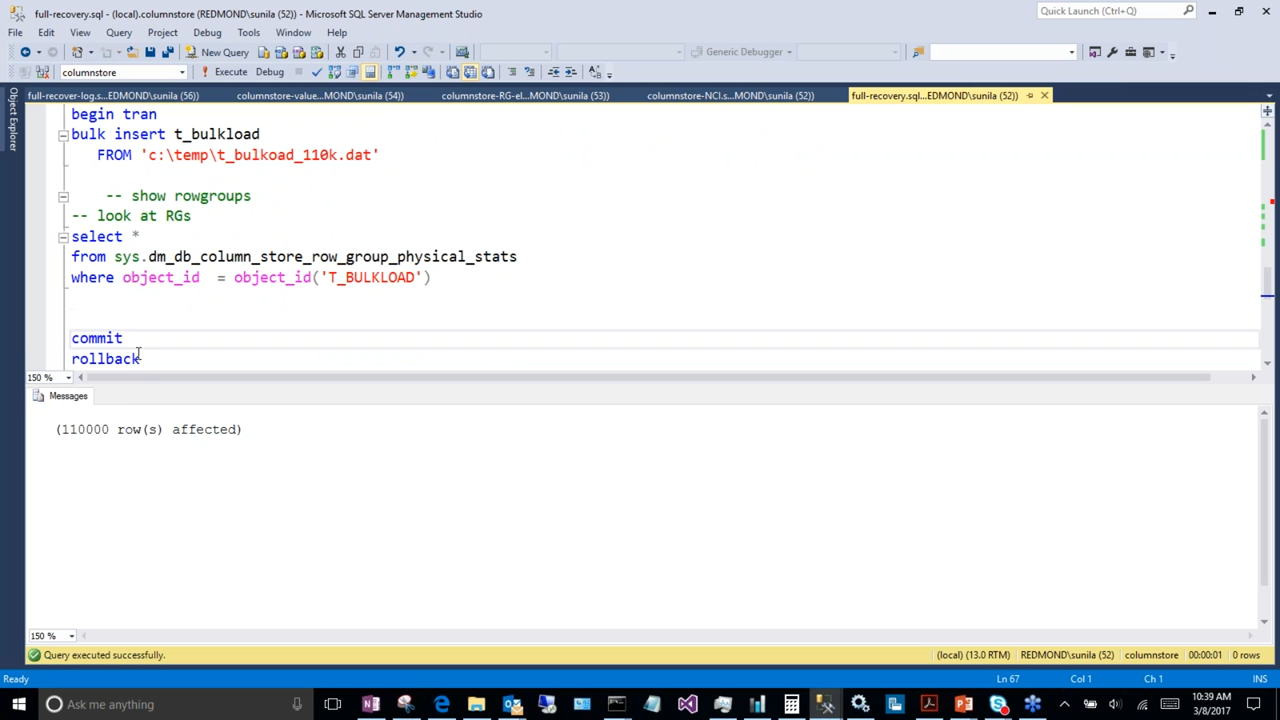 full-recovery.sql - (local).columnstore (REDMOND\sunila (52)) - Microsoft SQL Server Management Studio
Quick Launch (Ctrl+Q)
File Edit View Query Project Debug Tools Window Help
New Query
Generic Debugger
columnstore
Execute Debug
full-recover-log.s...EDMOND\sunila (56))
columnstore-value...MOND\sunila (54))
columnstore-RG-el...MOND\sunila (53))
columnstore-NCI.s...MOND\sunila (52))
full-recovery.sql...EDMOND\sunila (52))
Object Explorer
begin tran
bulk insert t_bulkload
FROM 'c:\temp\t_bulkoad_110k.dat'
-- show rowgroups
-- look at RGs
select *
from sys.dm_db_column_store_row_group_physical_stats
where object_id = object_id('T_BULKLOAD')
commit
rollback
150 %
Messages
(110000 row(s) affected)
150 %
Query executed successfully.
(local) (13.0 RTM) REDMOND\sunila (52) columnstore 00:00:01 0 rows
Ready
Ln 67 Col 1 Ch 1 INS
Ask me anything
10:39 AM
3/8/2017